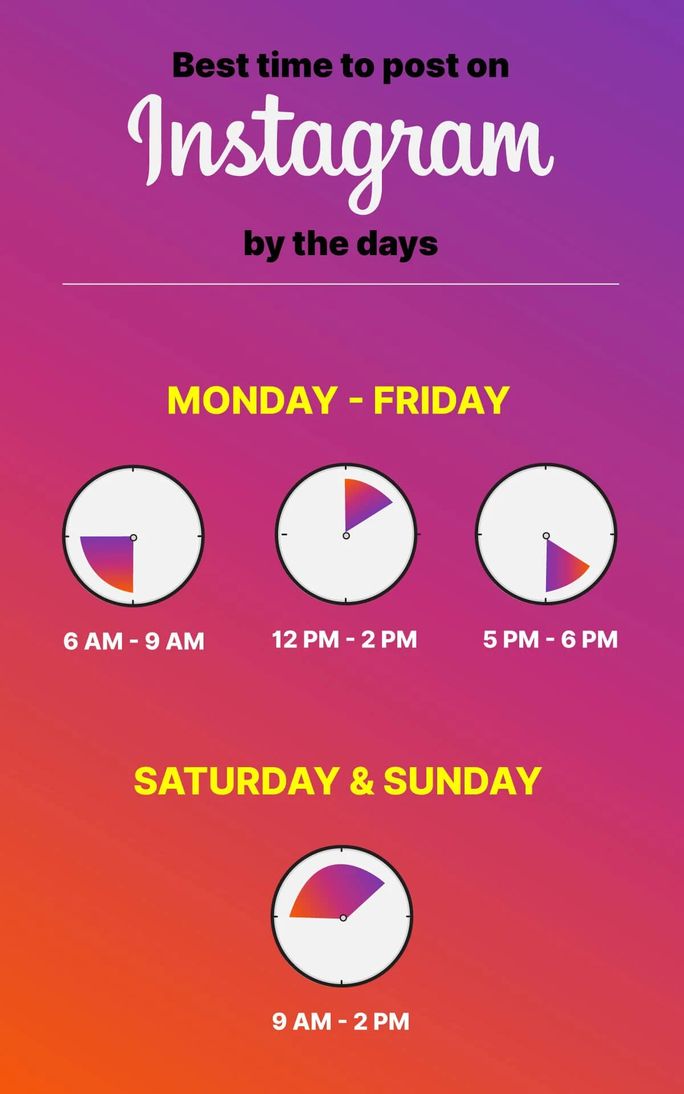 Best time to post on
Instagram
by the days
MONDAY - FRIDAY
6 AM - 9 AM
12 PM - 2 PM
5 PM - 6 PM
SATURDAY & SUNDAY
9 AM - 2 PM